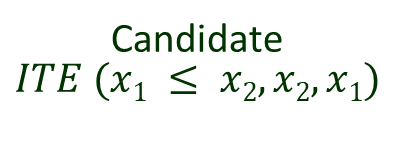 Candidate
ITE (x₁ ≤ x₂, x₂, x₁)